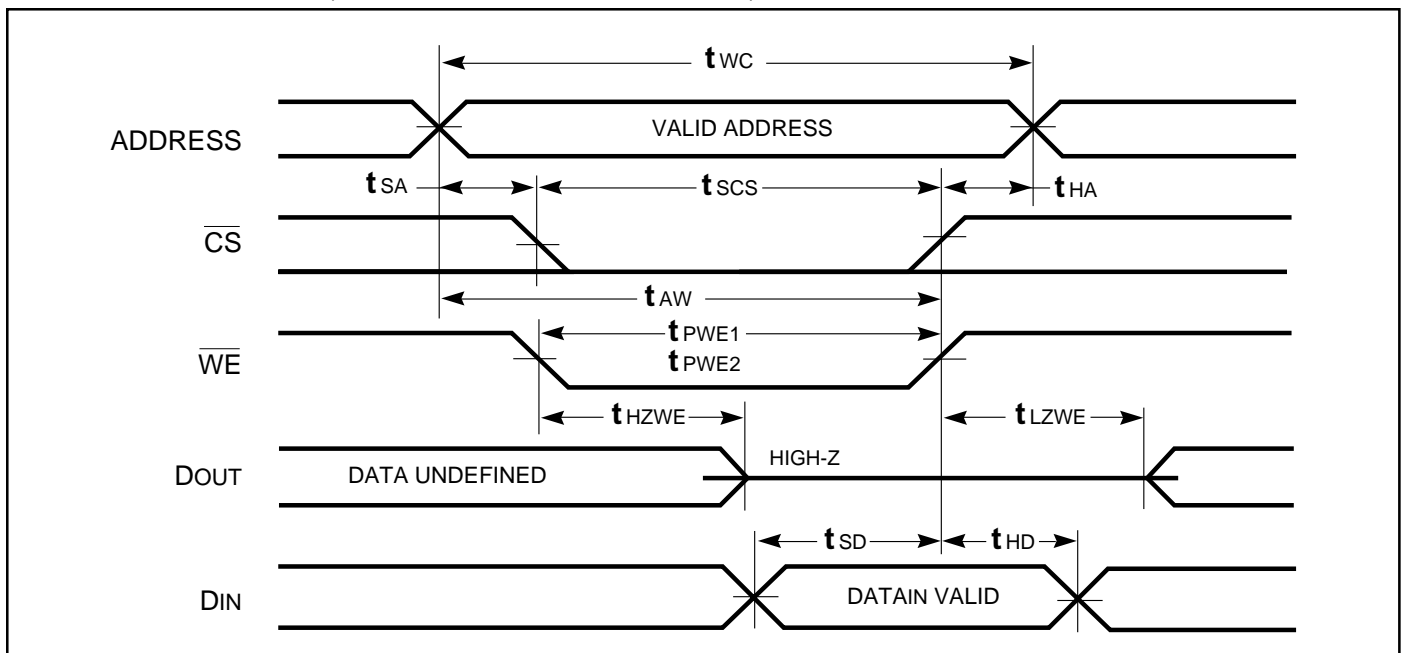 tWC
ADDRESS
VALID ADDRESS
tSA
tSCS
tHA
CS
tAW
WE
tPWE1
tPWE2
tHZWE
tLZWE
DOUT
DATA UNDEFINED
HIGH-Z
tSD
tHD
DIN
DATAIN VALID